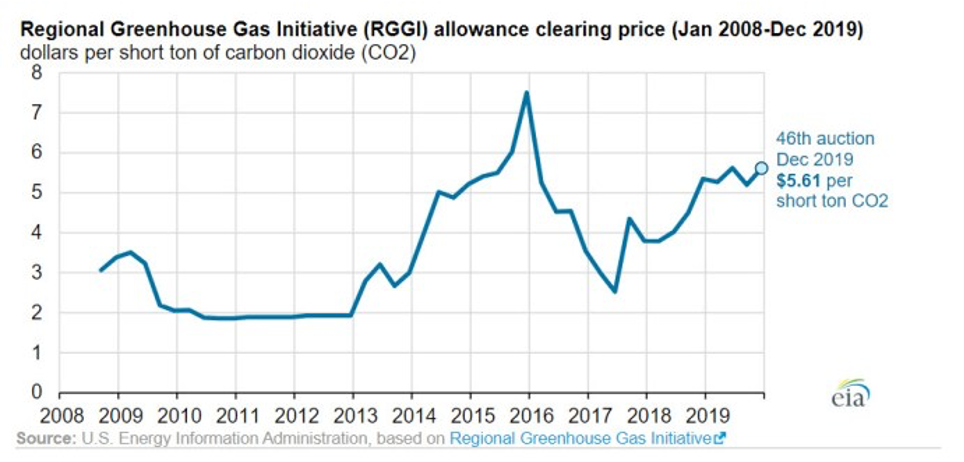 Regional Greenhouse Gas Initiative (RGGI) allowance clearing price (Jan 2008-Dec 2019)
dollars per short ton of carbon dioxide (CO2)
8
7
6
5
4
3
2
1
0
46th auction
Dec 2019
$5.61 per
short ton CO2
eia
2008 2009 2010 2011 2012 2013 2014 2015 2016 2017 2018 2019
Source: U.S. Energy Information Administration, based on Regional Greenhouse Gas Initiative